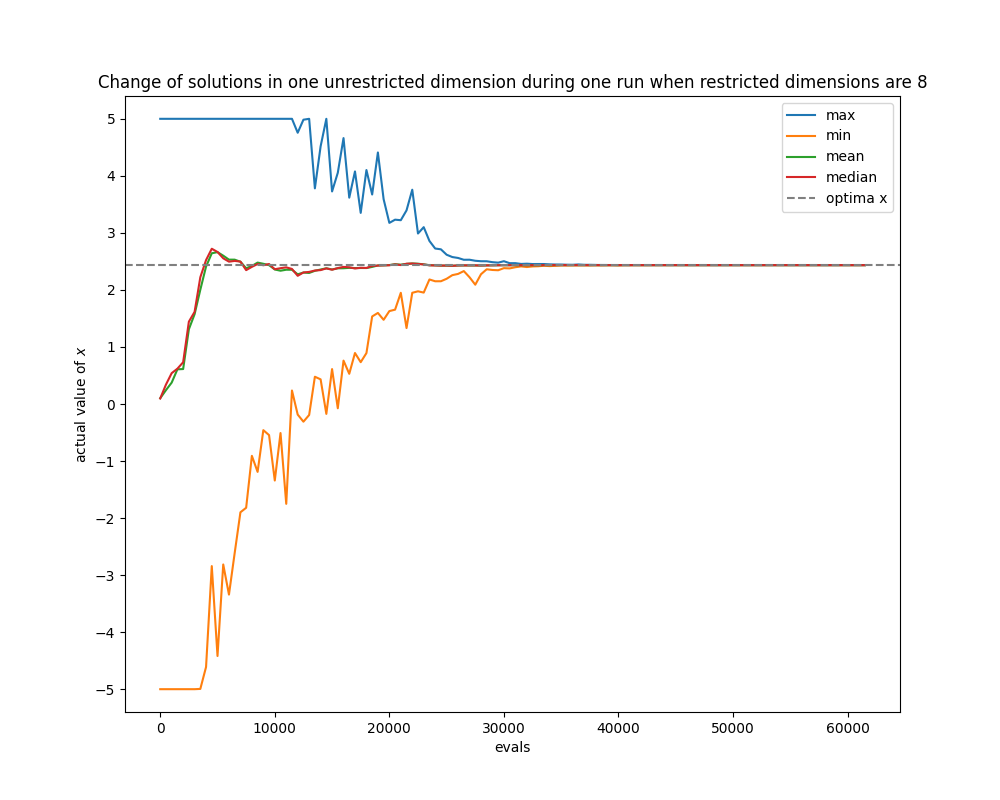 Change of solutions in one unrestricted dimension during one run when restricted dimensions are 8
max
min
mean
median
optima x
5
4
3
2
1
0
−1
−2
−3
−4
−5
actual value of x
0 10000 20000 30000 40000 50000 60000
evals